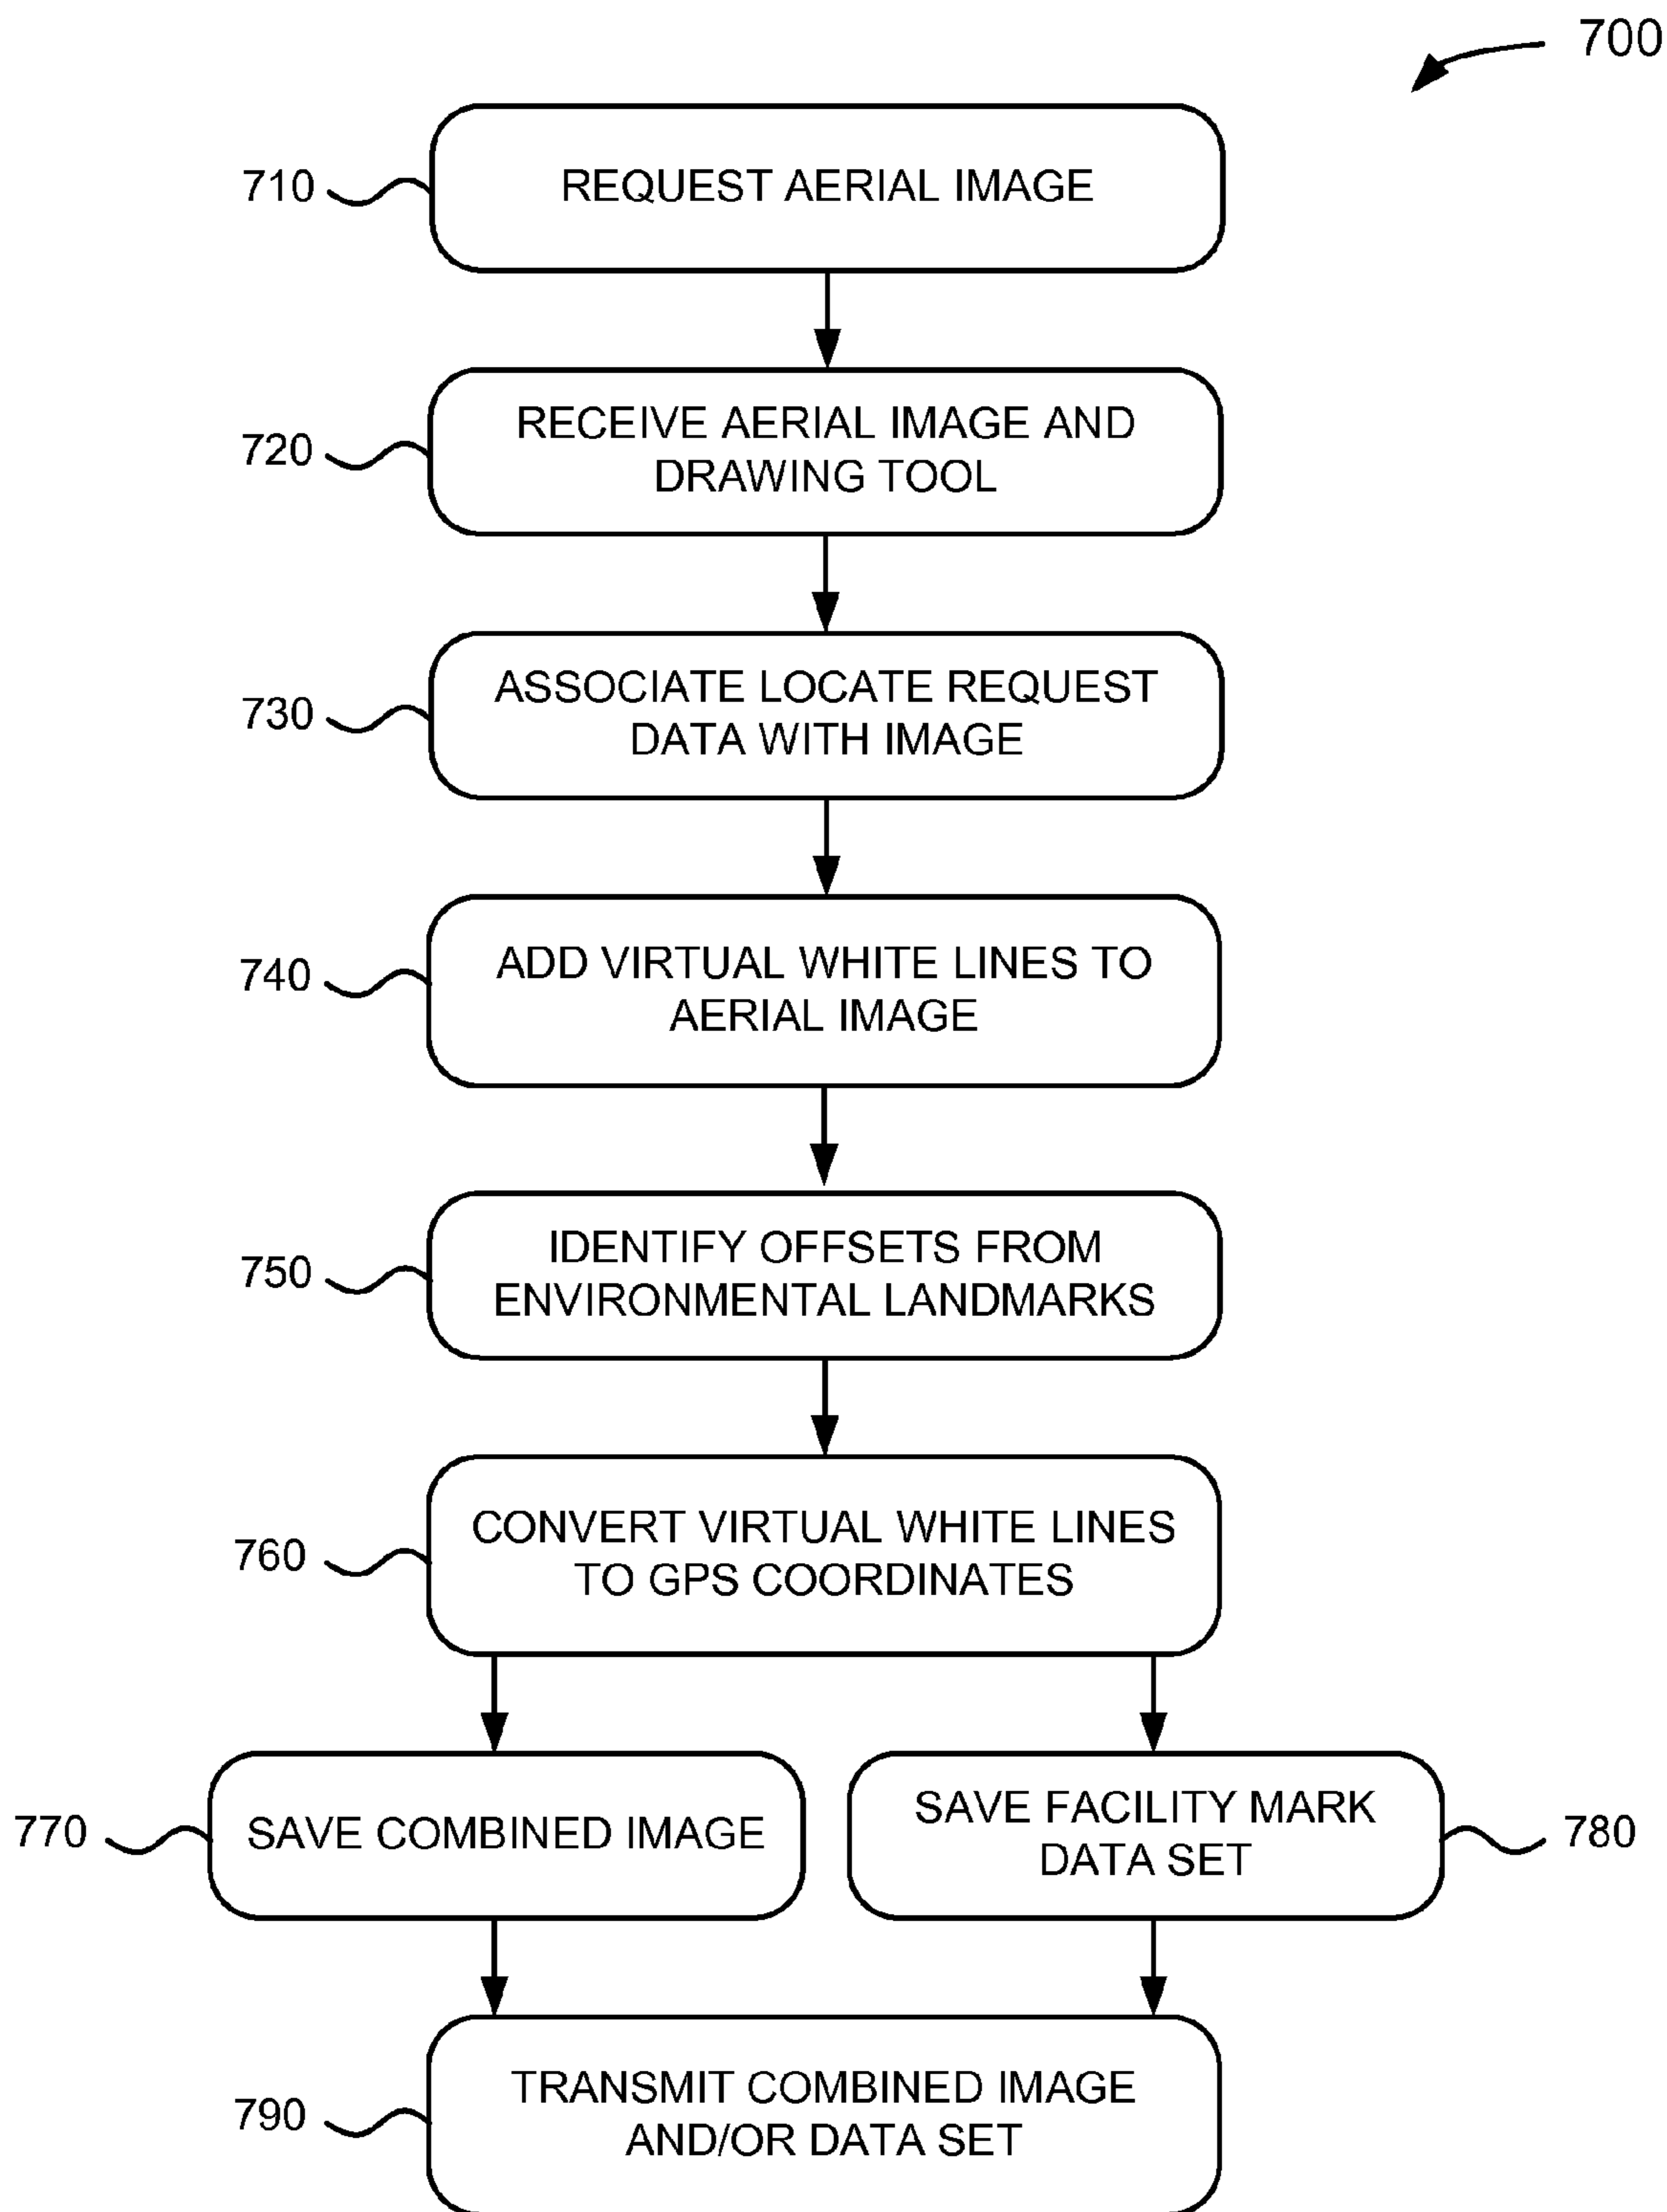 700
710
REQUEST AERIAL IMAGE
720
RECEIVE AERIAL IMAGE AND
DRAWING TOOL
730
ASSOCIATE LOCATE REQUEST
DATA WITH IMAGE
740
ADD VIRTUAL WHITE LINES TO
AERIAL IMAGE
750
IDENTIFY OFFSETS FROM
ENVIRONMENTAL LANDMARKS
760
CONVERT VIRTUAL WHITE LINES
TO GPS COORDINATES
770
SAVE COMBINED IMAGE
SAVE FACILITY MARK
DATA SET
780
790
TRANSMIT COMBINED IMAGE
AND/OR DATA SET